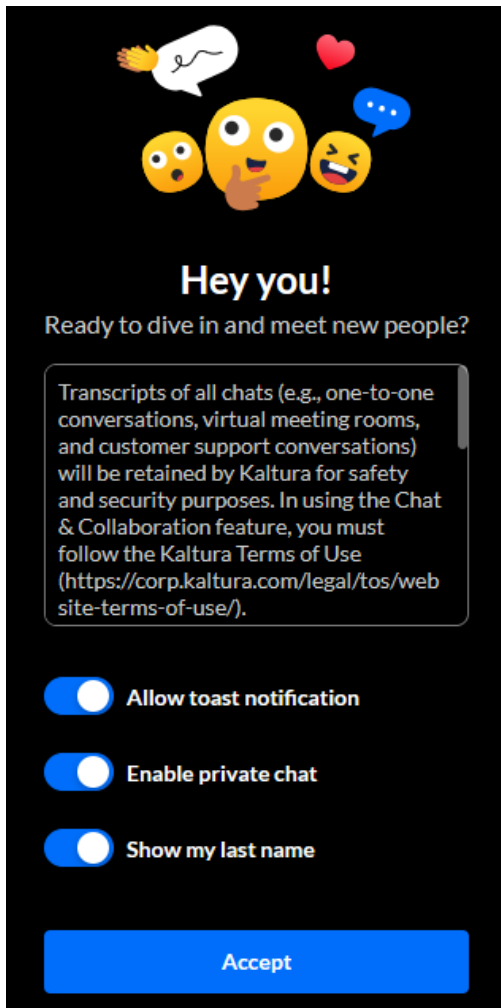 Hey you!
Ready to dive in and meet new people?
Transcripts of all chats (e.g., one-to-one
conversations, virtual meeting rooms,
and customer support conversations)
will be retained by Kaltura for safety
and security purposes. In using the Chat
& Collaboration feature, you must
follow the Kaltura Terms of Use
(https://corp.kaltura.com/legal/tos/web
site-terms-of-use/).
Allow toast notification
Enable private chat
Show my last name
Accept